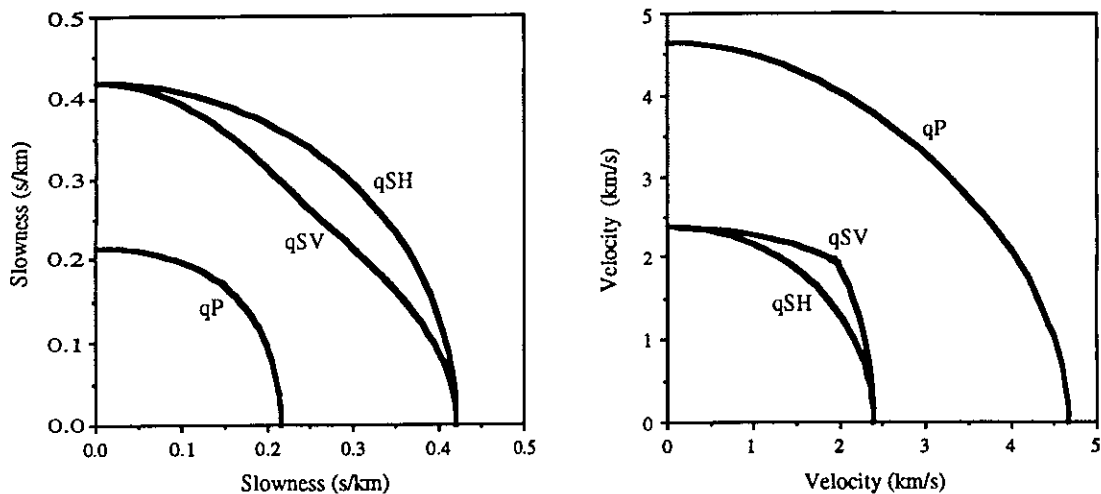 0.5
0.4
0.3
0.2
0.1
0.0
Slowness (s/km)
qSH
qSV
qP
0.0 0.1 0.2 0.3 0.4 0.5
Slowness (s/km)
5
4
3
2
1
0
Velocity (km/s)
qP
qSV
qSH
0 1 2 3 4 5
Velocity (km/s)